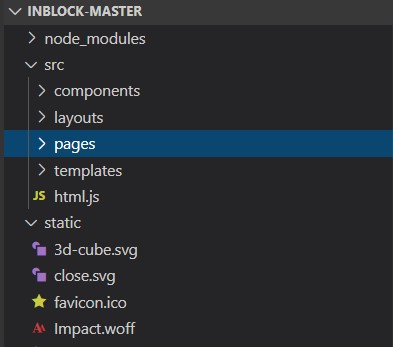 INBLOCK-MASTER
node_modules
src
components
layouts
pages
templates
JS html.js
static
3d-cube.svg
close.svg
favicon.ico
Impact.woff